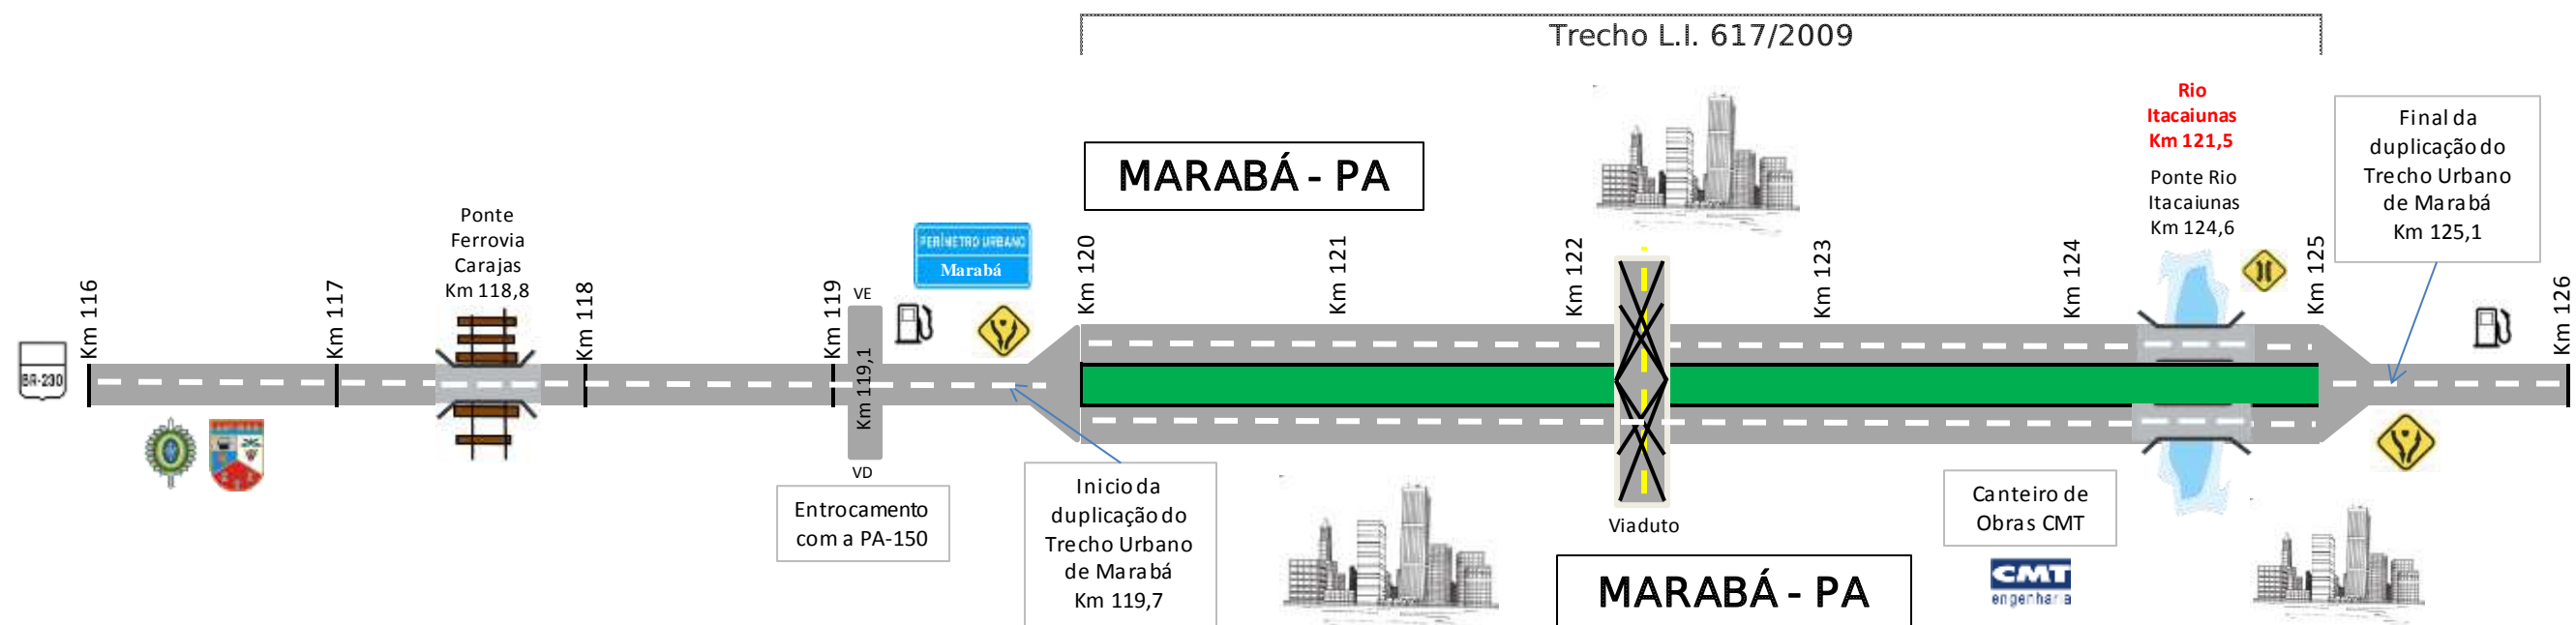 Trecho L.I. 617/2009
MARABÁ - PA
Rio
Itacaiunas
Km 121,5
Ponte Rio
Itacaiunas
Km 124,6
Final da
duplicação do
Trecho Urbano
de Marabá
Km 125,1
Ponte
Ferrovia
Carajas
Km 118,8
PERÍMETRO URBANO
Marabá
BR-230
Km 116
Km 117
Km 118
Km 119
Km 120
Km 121
Km 122
Km 123
Km 124
Km 125
Km 126
VE
Km 119,1
VD
Entrocamento
com a PA-150
Inicio da
duplicação do
Trecho Urbano
de Marabá
Km 119,7
Viaduto
MARABÁ - PA
Canteiro de
Obras CMT
CMT
engenharia